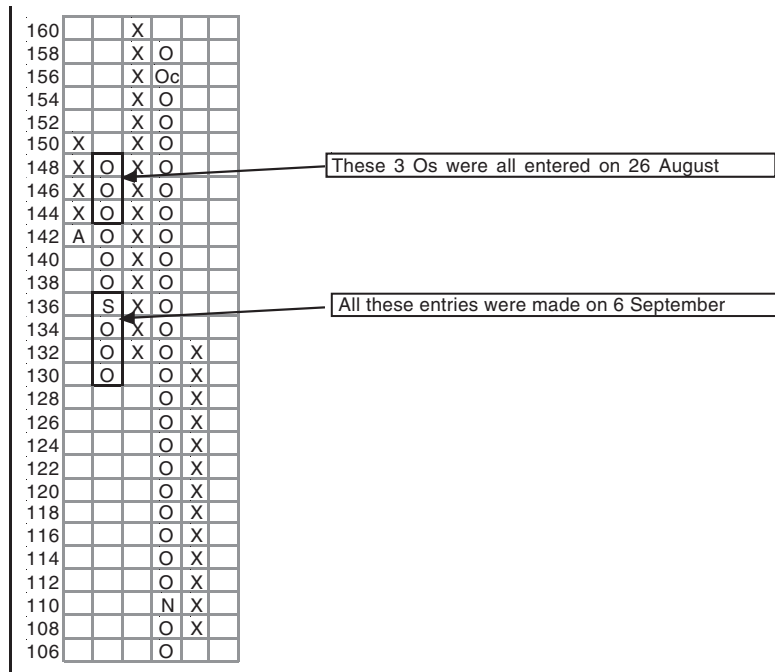 160 X
158 X O
156 X Oc
154 X O
152 X O
150 X X O
148 X O X O These 3 Os were all entered on 26 August
146 X O X O
144 X O X O
142 A O X O
140 O X O
138 O X O
136 S X O All these entries were made on 6 September
134 O X O
132 O X O X
130 O O X
128 O X
126 O X
124 O X
122 O X
120 O X
118 O X
116 O X
114 O X
112 O X
110 N X
108 O X
106 O